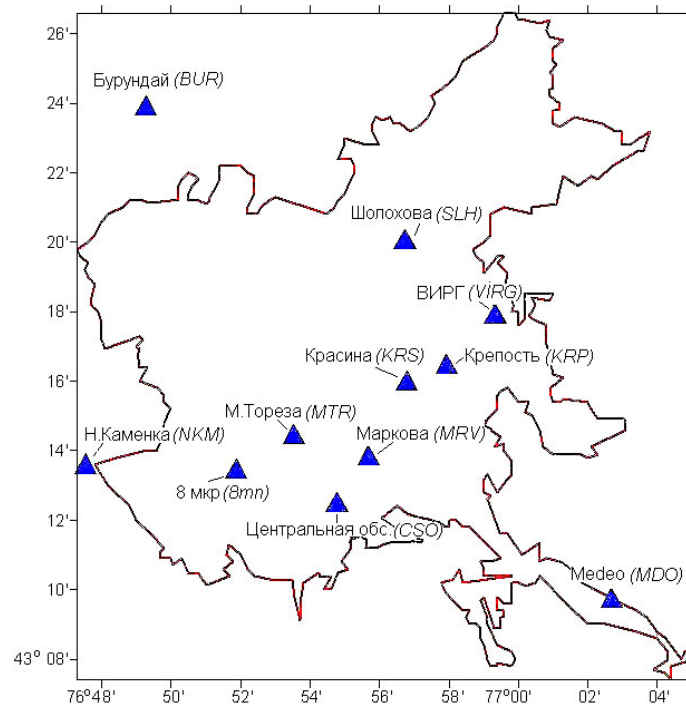 26'
Бурундай (BUR)
24'
22'
Шолохова (SLH)
20'
ВИРГ (VIRG)
18'
Красина (KRS)
Крепость (KRP)
16'
М.Тореза (MTR)
14'
Н.Каменка (NKM)
Маркова (MRV)
8 мкр (8mn)
12'
Центральная обс. (CSO)
10'
Medeo (MDO)
43° 08'
76°48' 50' 52' 54' 56' 58' 77°00' 02' 04'